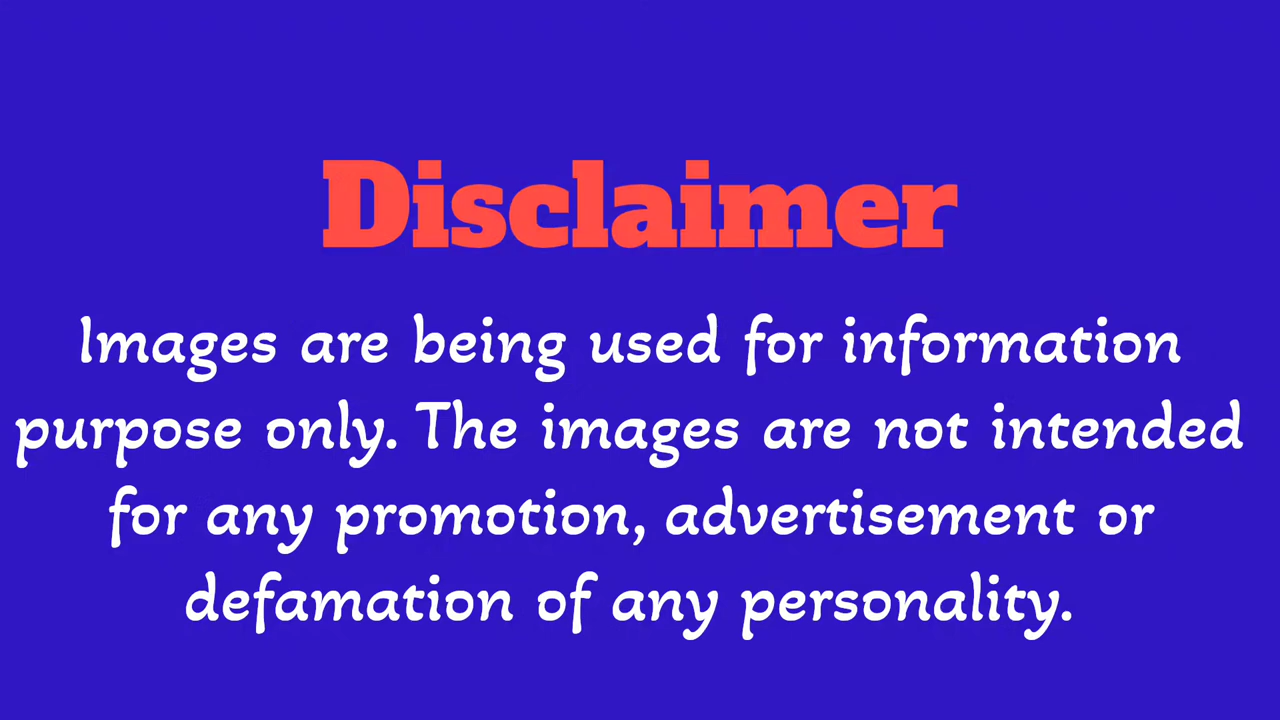 Disclaimer
Images are being used for information
purpose only. The images are not intended
for any promotion, advertisement or
defamation of any personality.